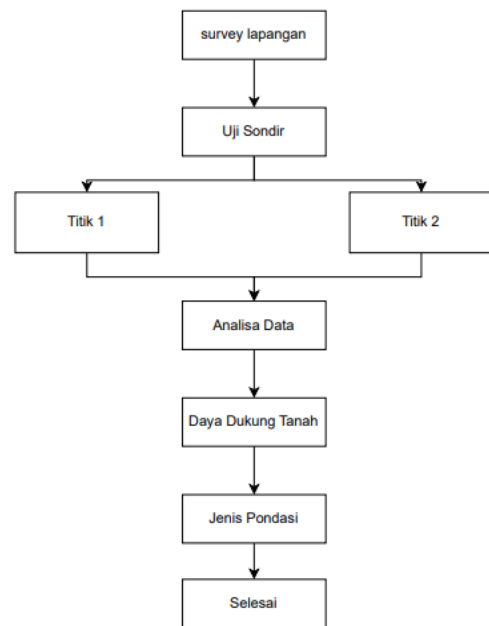 survey lapangan
Uji Sondir
Titik 1
Titik 2
Analisa Data
Daya Dukung Tanah
Jenis Pondasi
Selesai